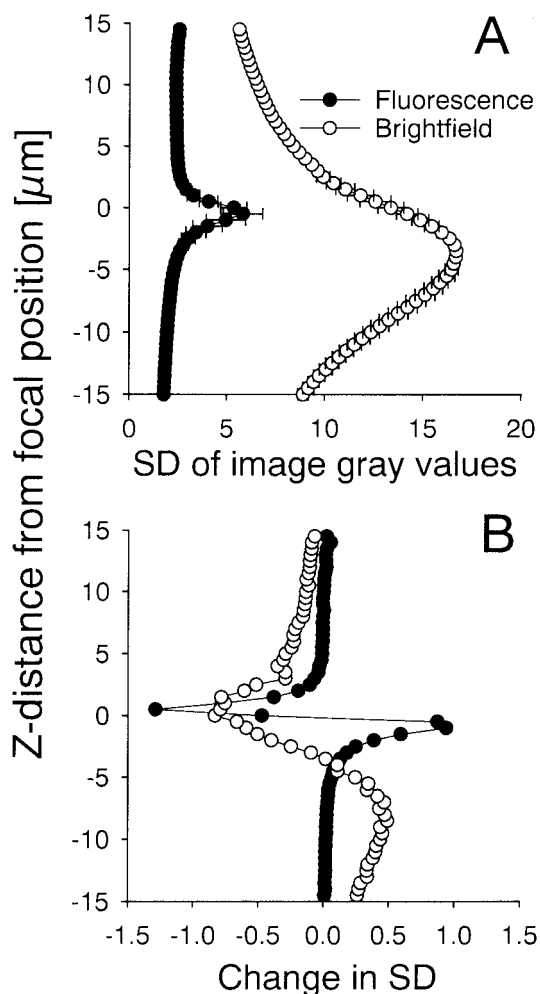 A
Fluorescence
Brightfield
15
10
5
0
-5
-10
-15
0 5 10 15 20
SD of image gray values
Z-distance from focal position [μm]
B
15
10
5
0
-5
-10
-15
-1.5 -1.0 -0.5 0.0 0.5 1.0 1.5
Change in SD